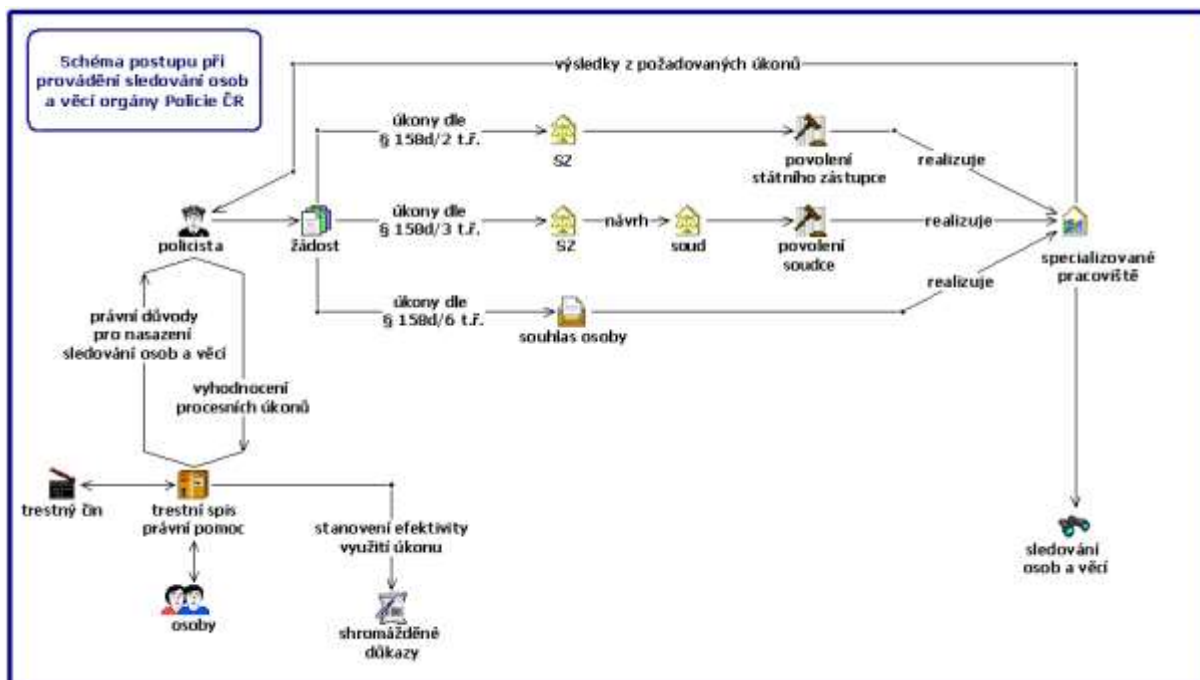 Schéma postupu při
provádění sledování osob
a věcí orgány Policie ČR
výsledky z požadovaných úkonů
úkony dle
§ 158d/2 t.ř.
SZ
povolení
státního zástupce
realizuje
policista
žádost
úkony dle
§ 158d/3 t.ř.
SZ
návrh
soud
povolení
soudce
realizuje
specializované
pracoviště
úkony dle
§ 158d/6 t.ř.
souhlas osoby
realizuje
právní důvody
pro nasazení
sledování osob a věcí
vyhodnocení
procesních úkonů
trestný čin
trestní spis
právní pomoc
stanovení efektivity
využití úkonu
sledování
osob a věcí
osoby
shromážděné
důkazy